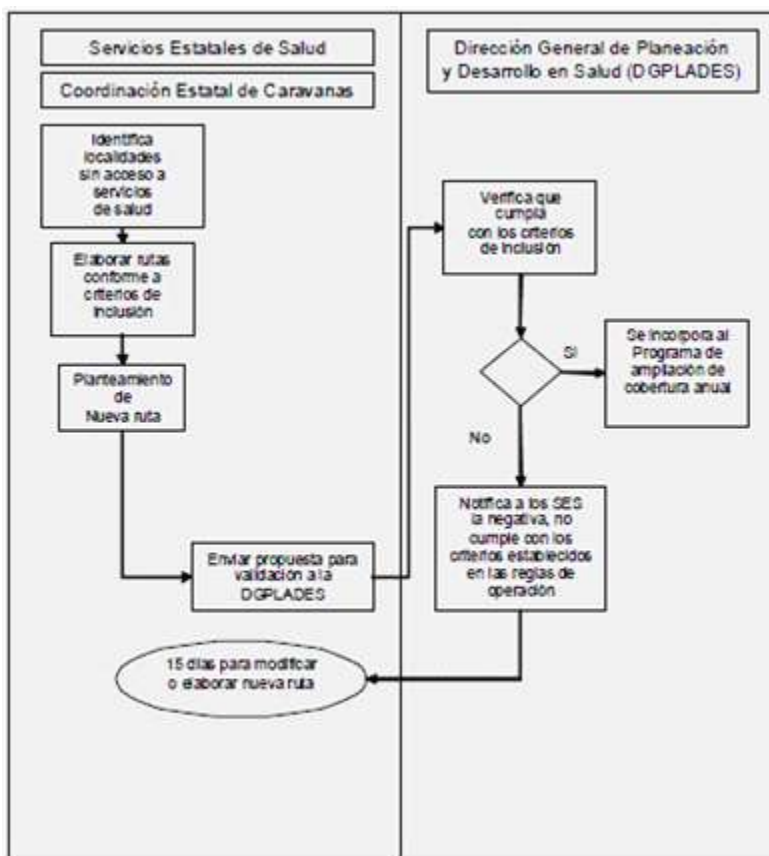 Servicios Estatales de Salud
Coordinación Estatal de Caravanas
Dirección General de Planeación
y Desarrollo en Salud (DGPLADES)
Identifica
localidades
sin acceso a
servicios
de salud
Elaborar rutas
conforme a
criterios de
Inclusión
Planteamiento
de
Nueva ruta
Enviar propuesta para
validación a la
DGPLADES
Verifica que
cumpla
con los criterios
de Inclusión
Si
Se incorpora al
Programa de
ampliación de
cobertura anual
No
Notifica a los SES
la negativa, no
cumple con los
criterios establecidos
en las reglas de
operación
15 días para modificar
o elaborar nueva ruta